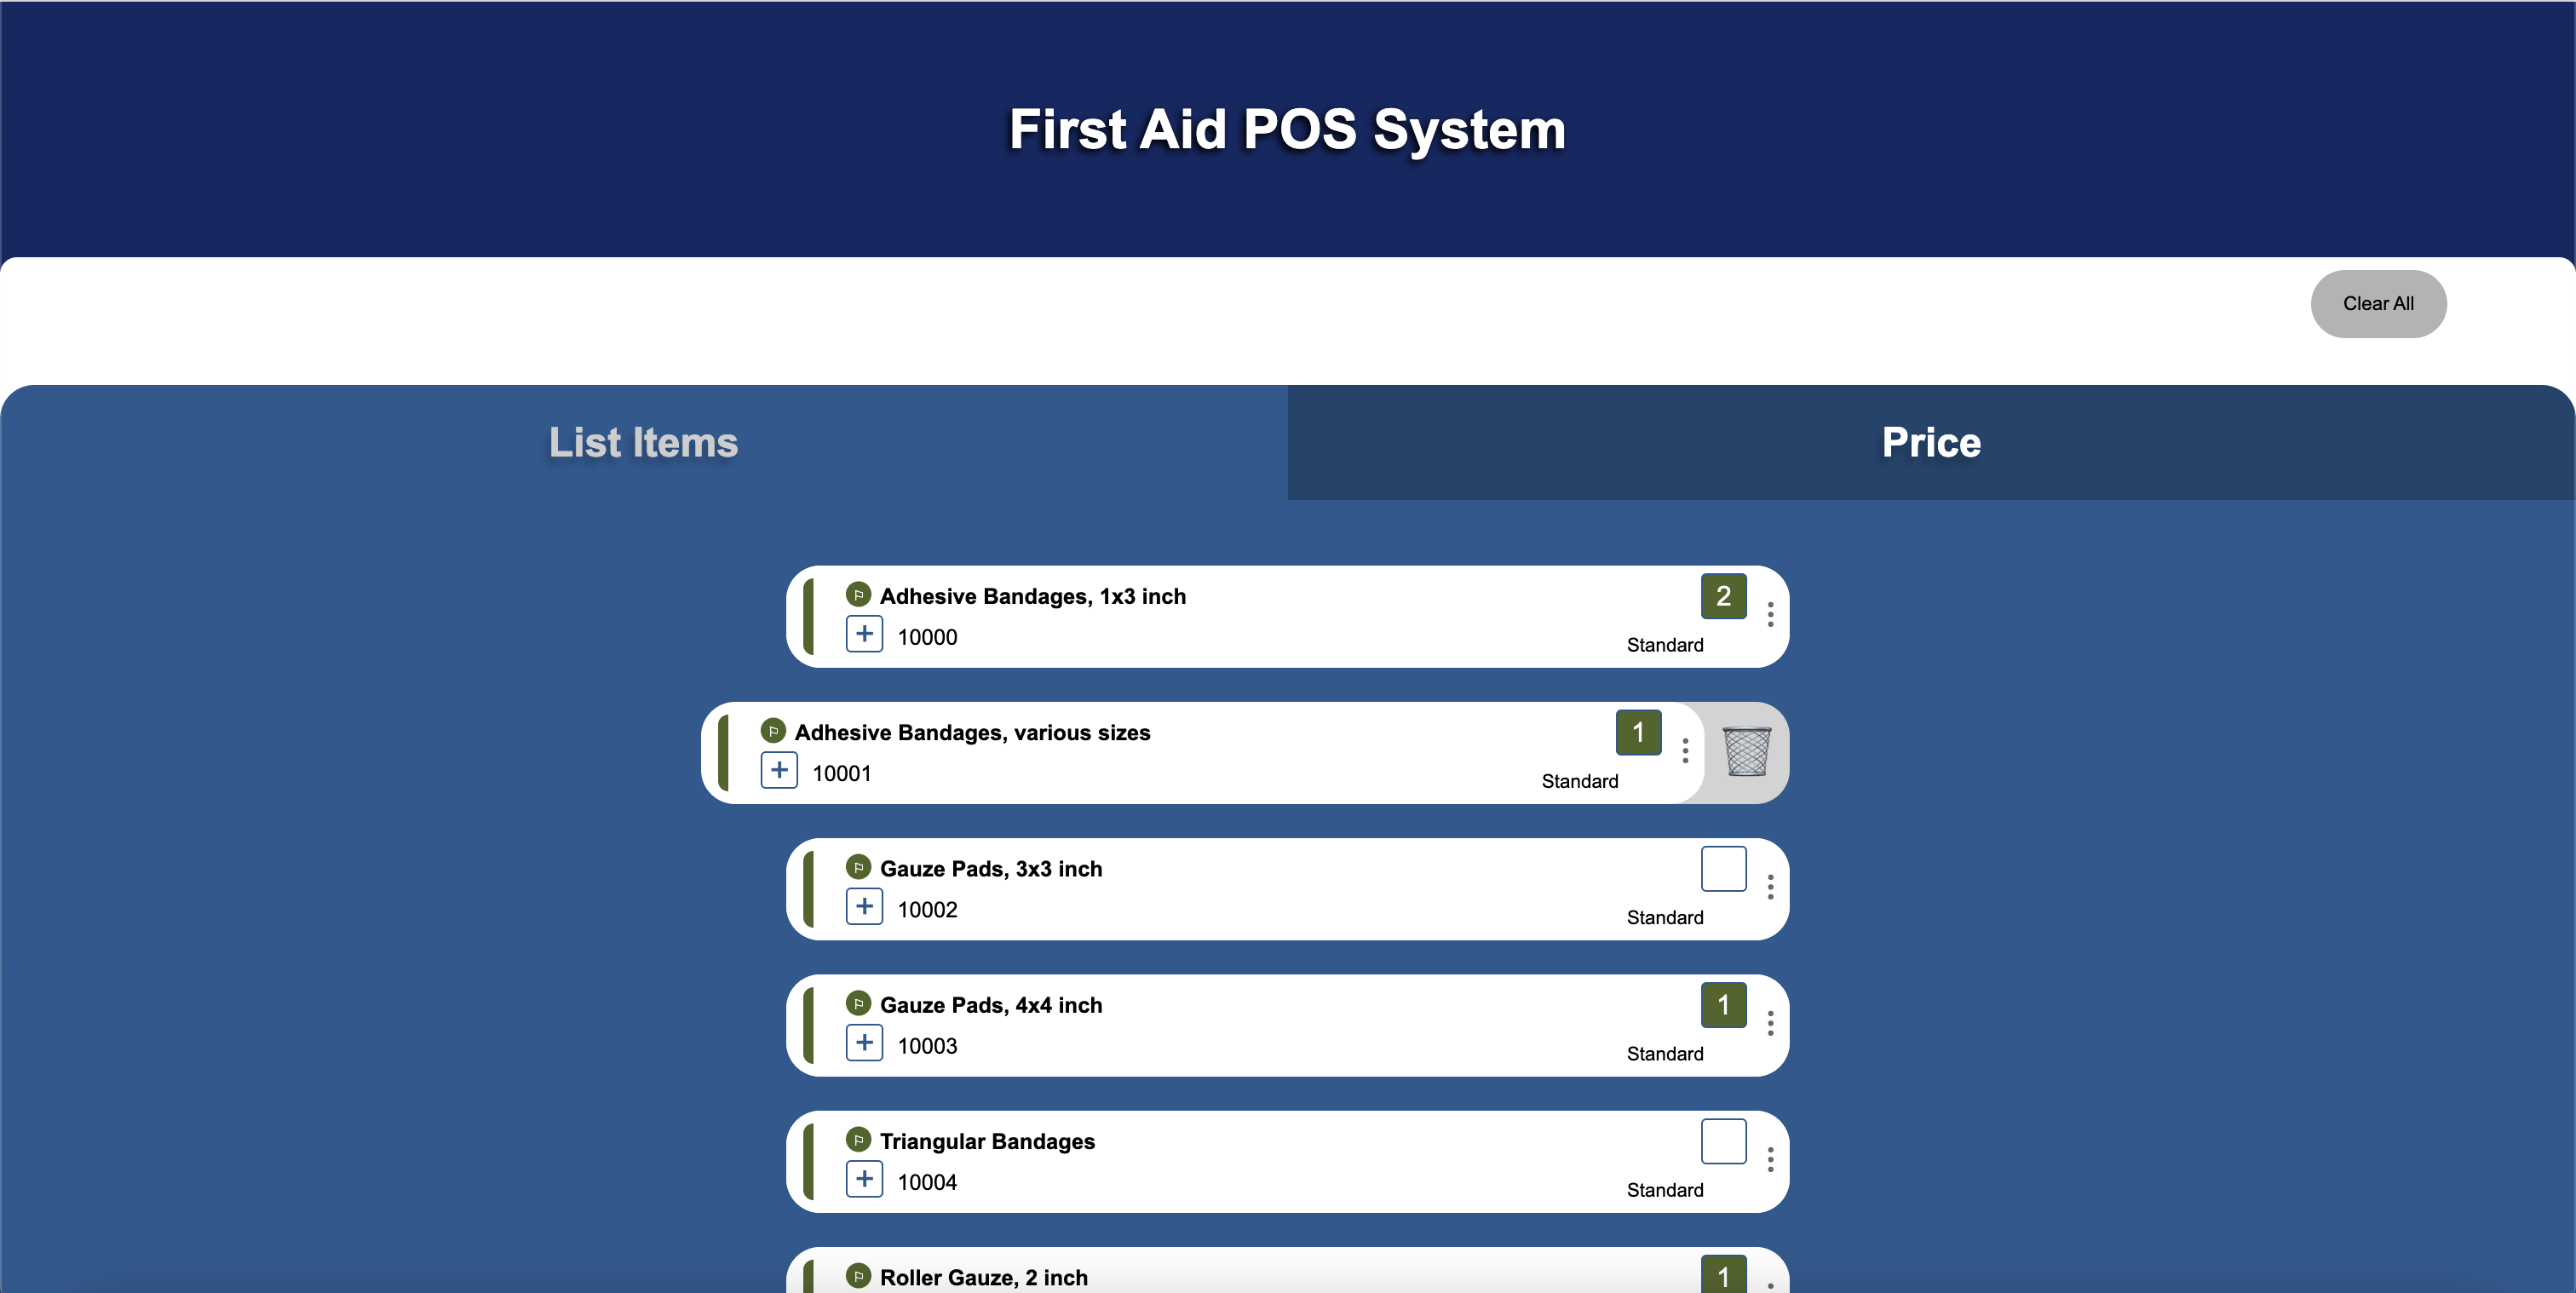 First Aid POS System
Clear All
List Items
Price
Adhesive Bandages, 1x3 inch
2
10000
Standard
Adhesive Bandages, various sizes
1
10001
Standard
Gauze Pads, 3x3 inch
10002
Standard
Gauze Pads, 4x4 inch
1
10003
Standard
Triangular Bandages
10004
Standard
Roller Gauze, 2 inch
1